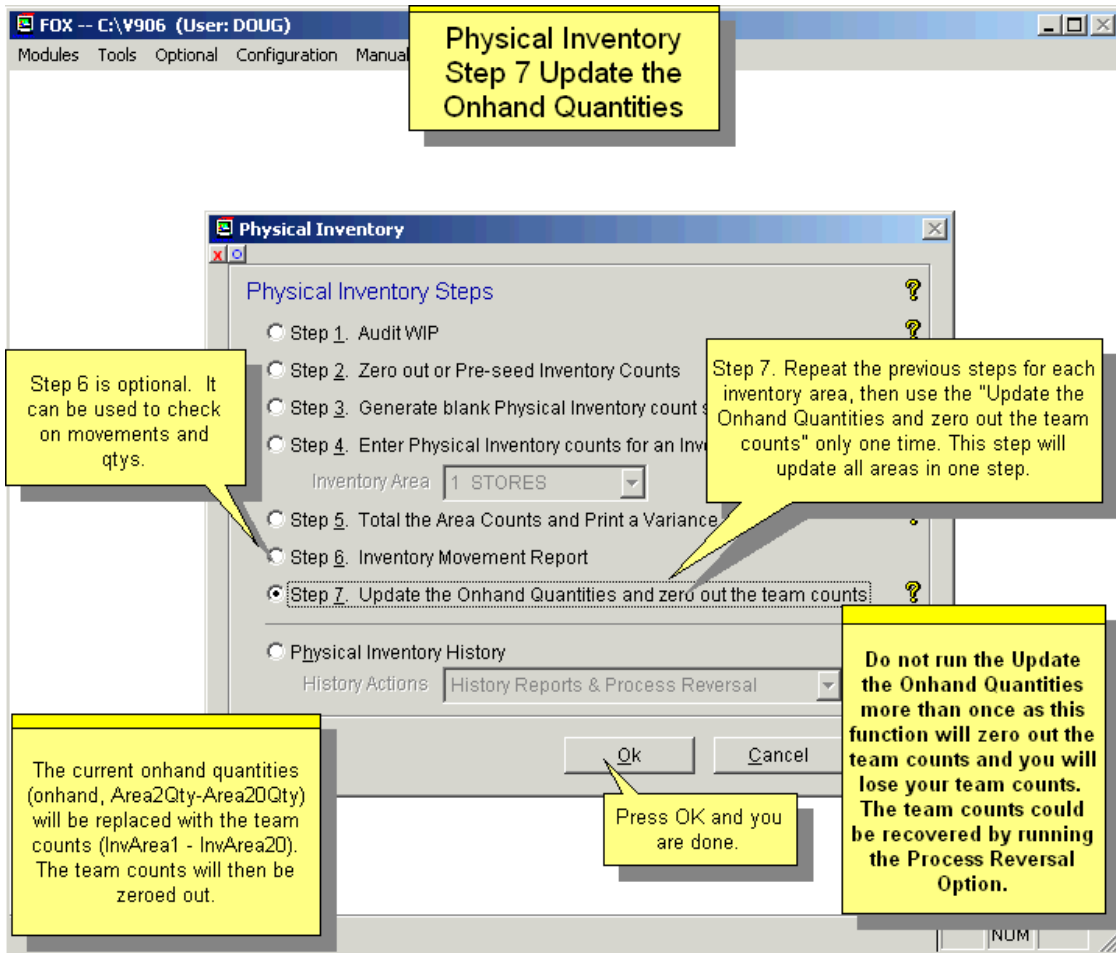 FOX -- C:\V906 (User: DOUG)
Modules Tools Optional Configuration Manual
Physical Inventory
Step 7 Update the
Onhand Quantities
Physical Inventory
Physical Inventory Steps
Step 1. Audit WIP
Step 2. Zero out or Pre-seed Inventory Counts
Step 3. Generate blank Physical Inventory count
Step 4. Enter Physical Inventory counts for an
Inventory Area 1 STORES
Step 5. Total the Area Counts and Print a Variance
Step 6. Inventory Movement Report
Step 7. Update the Onhand Quantities and zero out the team counts
Physical Inventory History
History Actions History Reports & Process Reversal
Ok Cancel
Step 6 is optional. It
can be used to check
on movements and
qtys.
Step 7. Repeat the previous steps for each
inventory area, then use the "Update the
Onhand Quantities and zero out the team
counts" only one time. This step will
update all areas in one step.
The current onhand quantities
(onhand, Area2Qty-Area20Qty)
will be replaced with the team
counts (InvArea1 - InvArea20).
The team counts will then be
zeroed out.
Press OK and you
are done.
Do not run the Update
the Onhand Quantities
more than once as this
function will zero out the
team counts and you will
lose your team counts.
The team counts could
be recovered by running
the Process Reversal
Option.
NUM